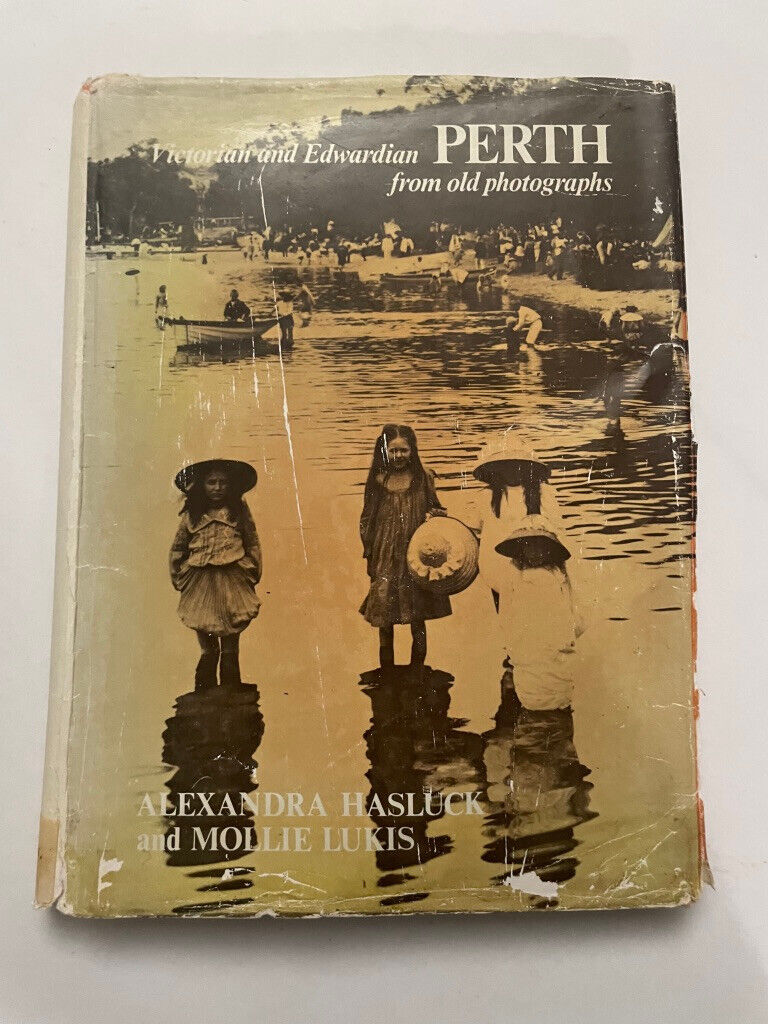 Victorian and Edwardian PERTH
from old photographs
ALEXANDRA HASLUCK
and MOLLIE LUKIS